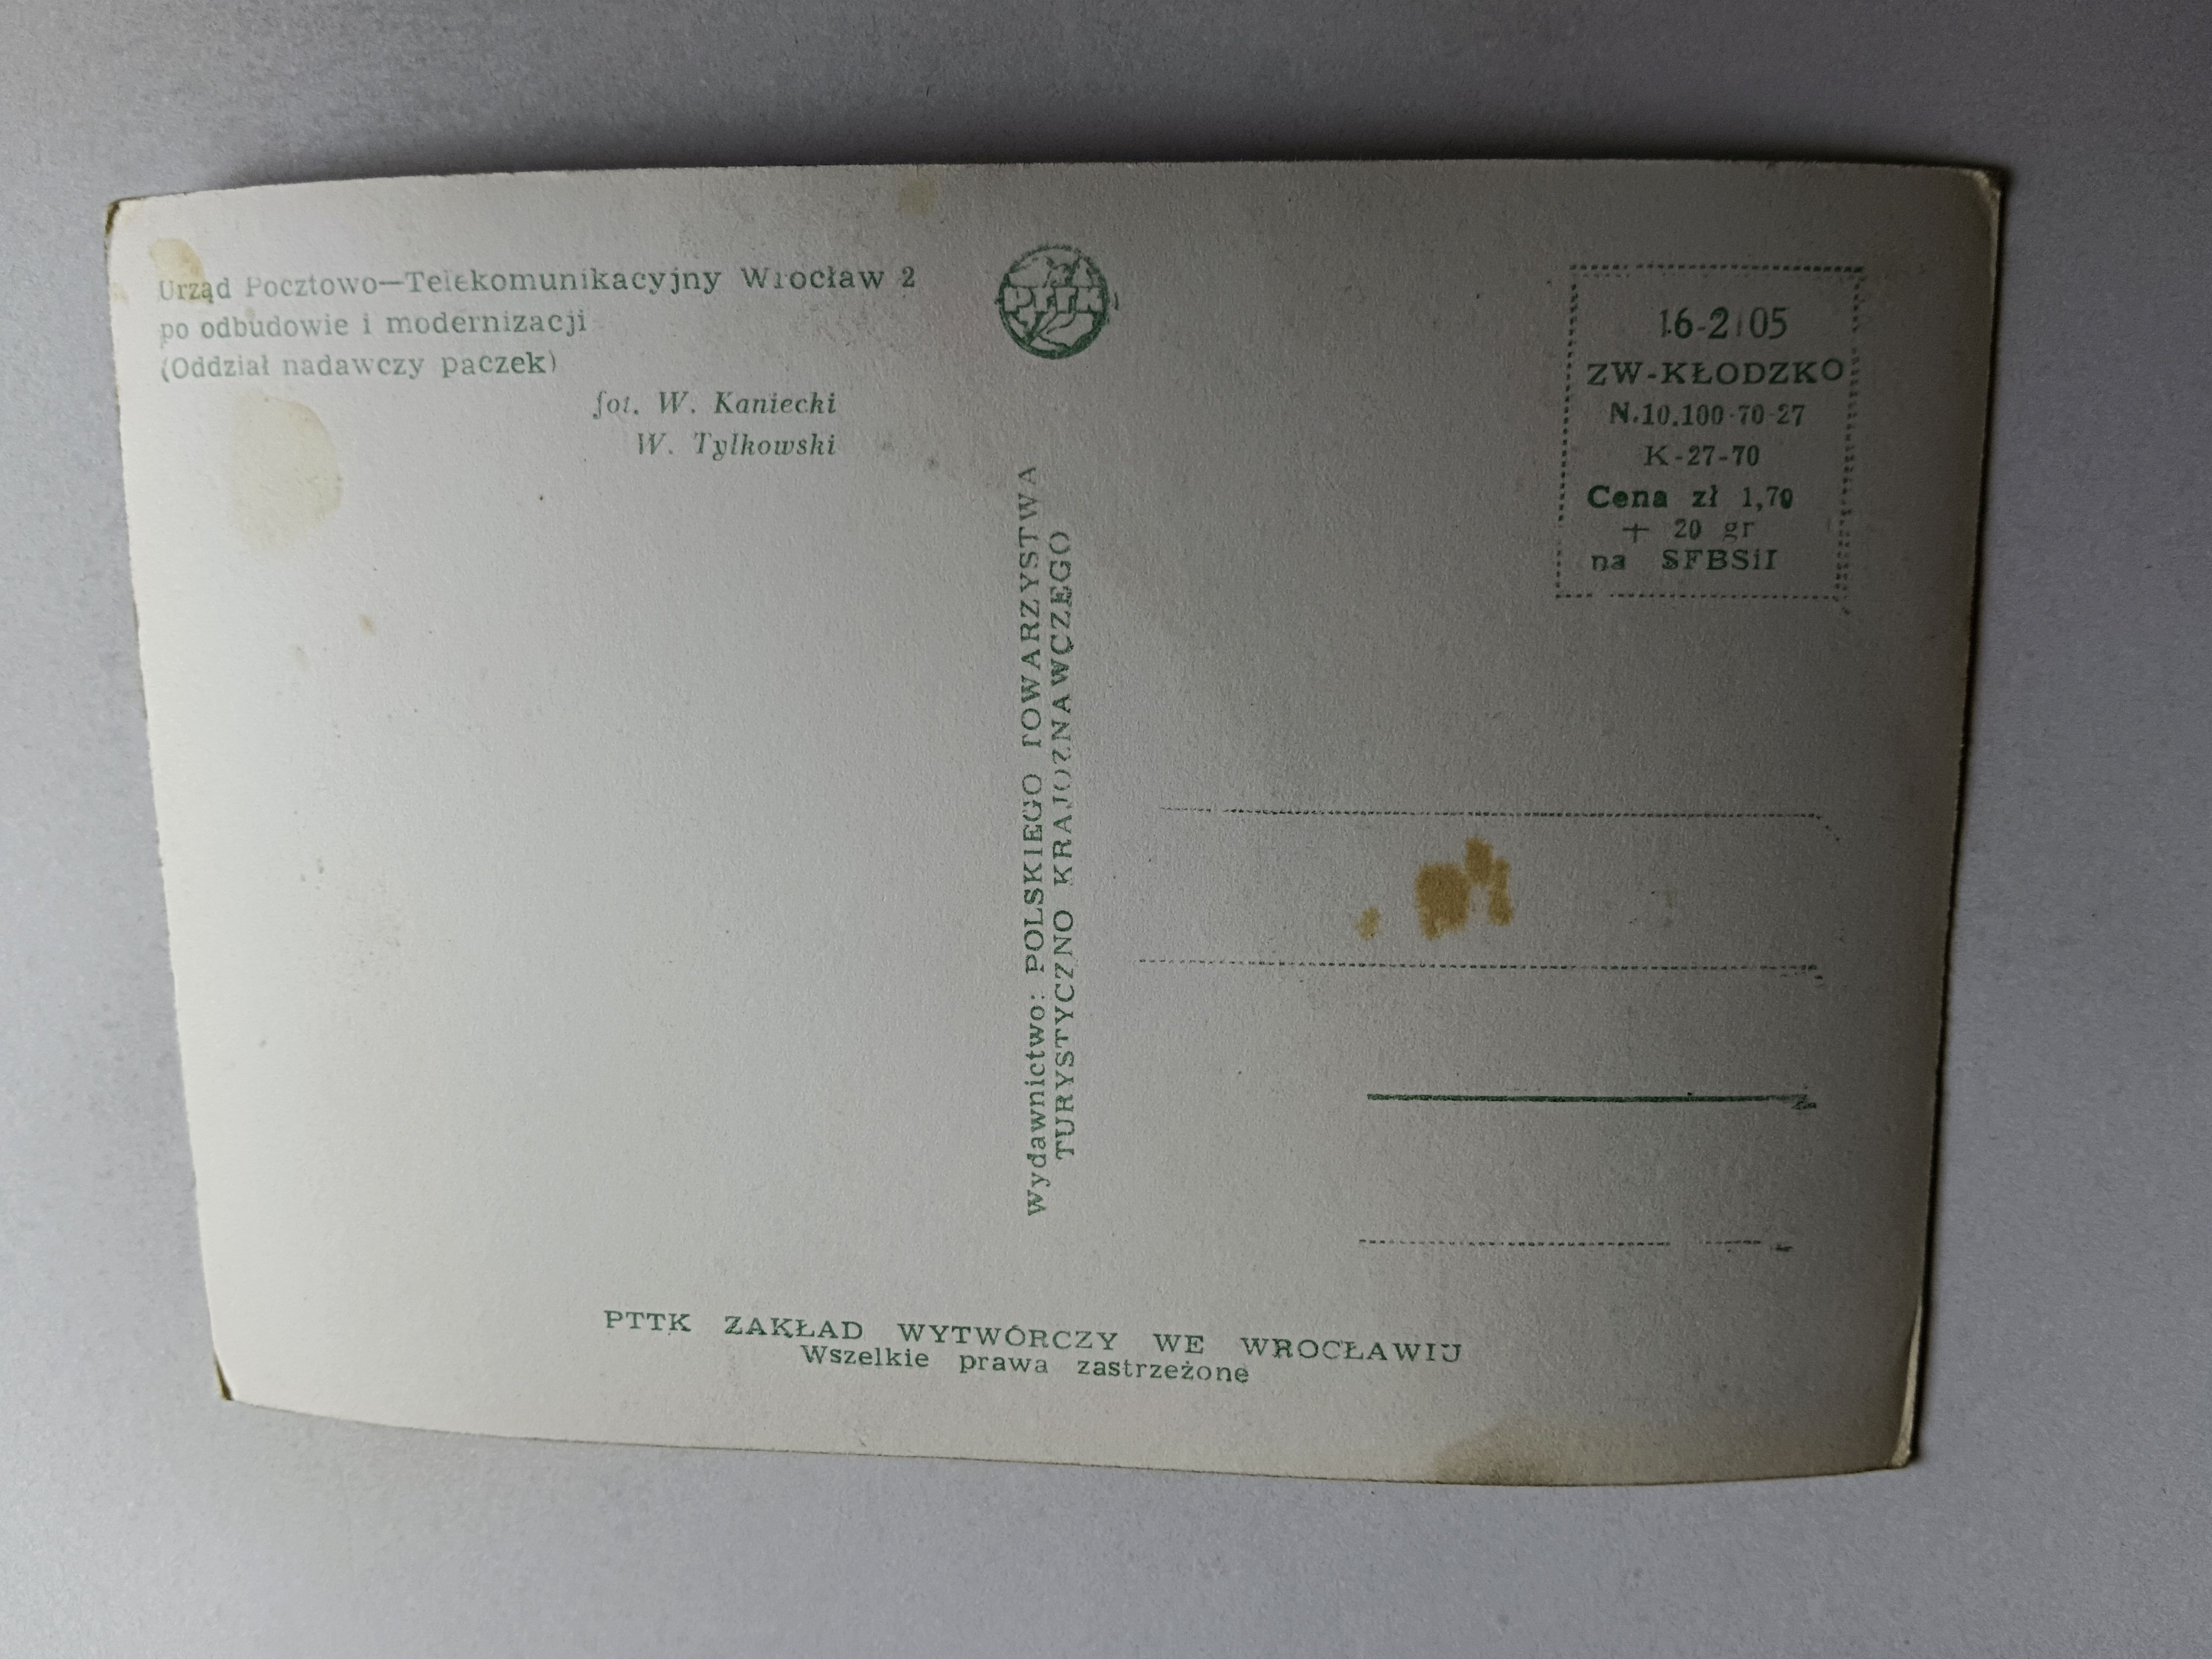 Urząd Pocztowo—Telekomunikacyjny Wrocław 2
po odbudowie i modernizacji
(Oddział nadawczy paczek)
fot. W. Kaniecki
W. Tylkowski
PTTK
Wydawnictwo: POLSKIEGO TOWARZYSTWA
TURYSTYCZNO KRAJOZNAWCZEGO
16-2/05
ZW-KŁODZKO
N.10.100-70-27
K-27-70
Cena zł 1,70
+ 20 gr
na SFBSiI
PTTK ZAKŁAD WYTWÓRCZY WE WROCŁAWIU
Wszelkie prawa zastrzeżone